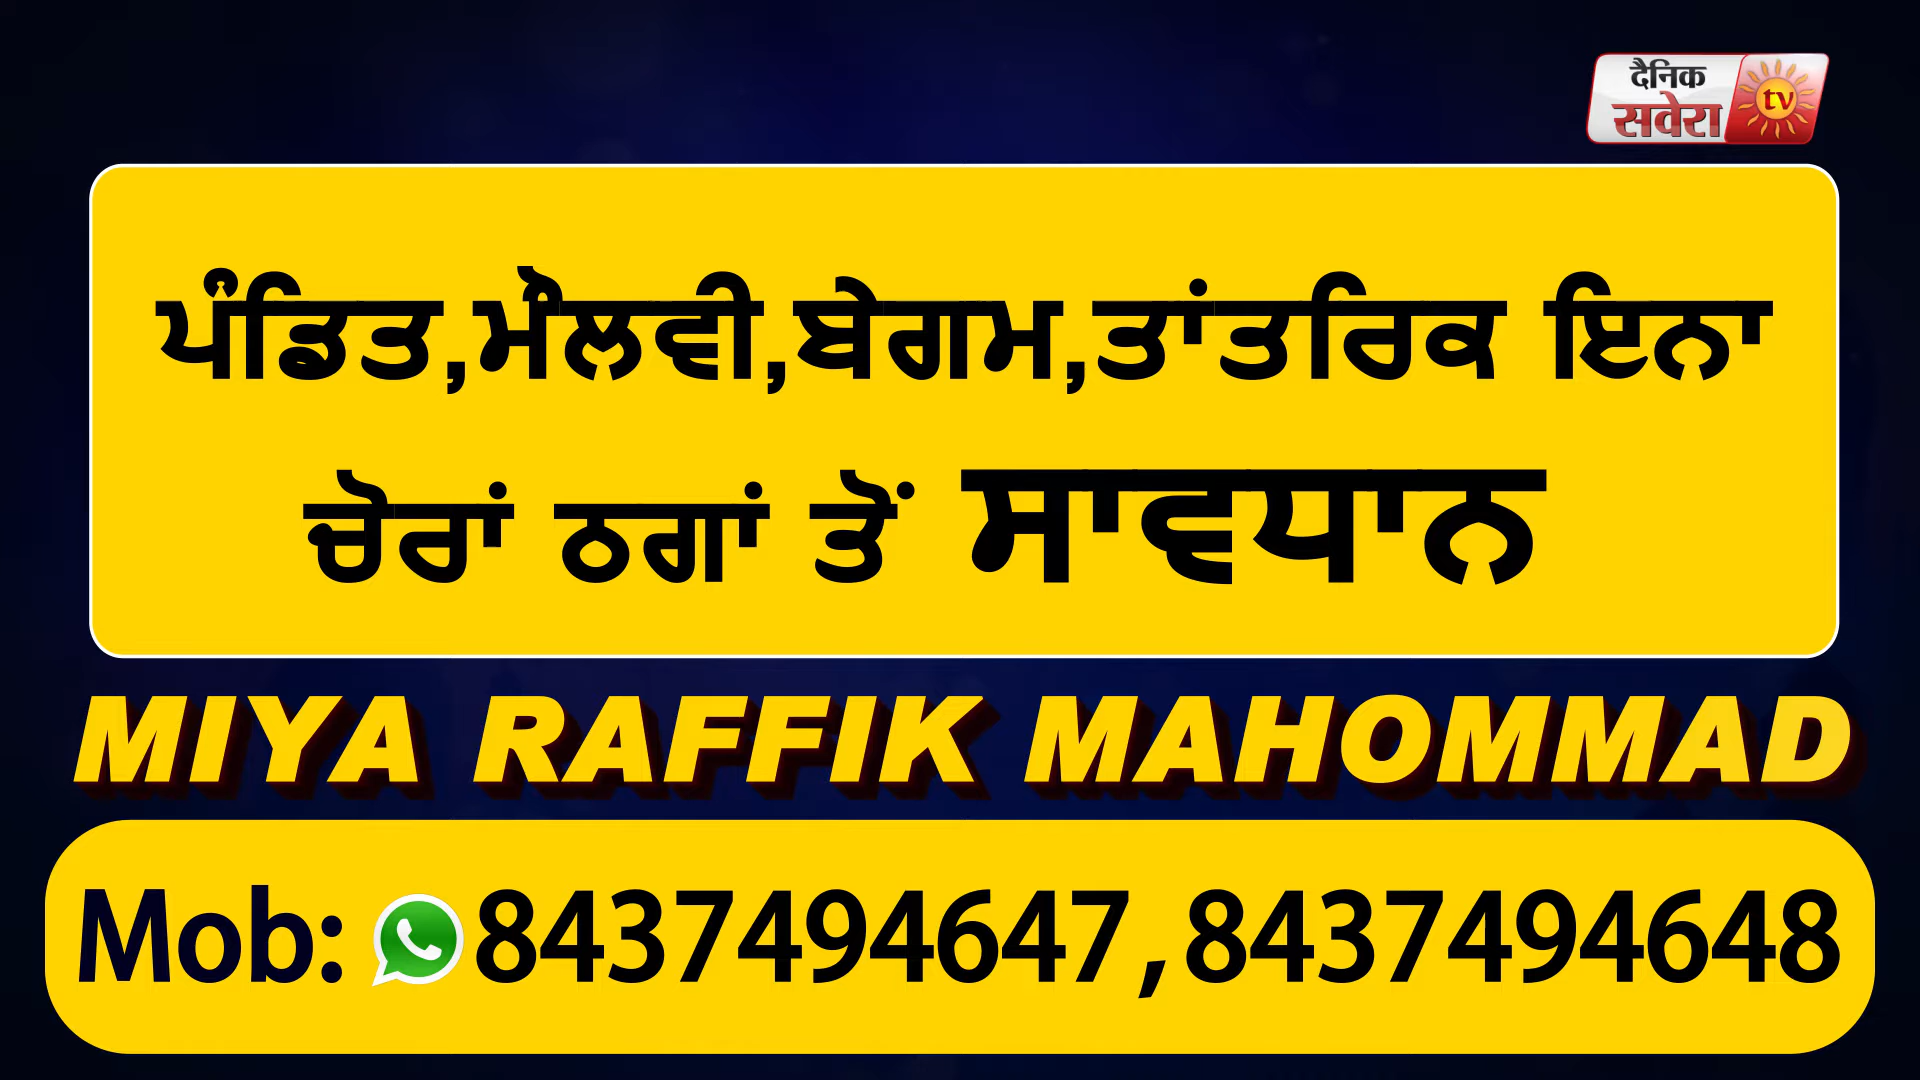 दैनिक
सवेरा tv
ਪੰਡਿਤ,ਮੌਲਵੀ,ਬੇਗਮ,ਤਾਂਤਰਿਕ ਇਨਾ
ਚੋਰਾਂ ਠਗਾਂ ਤੋਂ ਸਾਵਧਾਨ
MIYA RAFFIK MAHOMMAD
Mob: 8437494647,8437494648